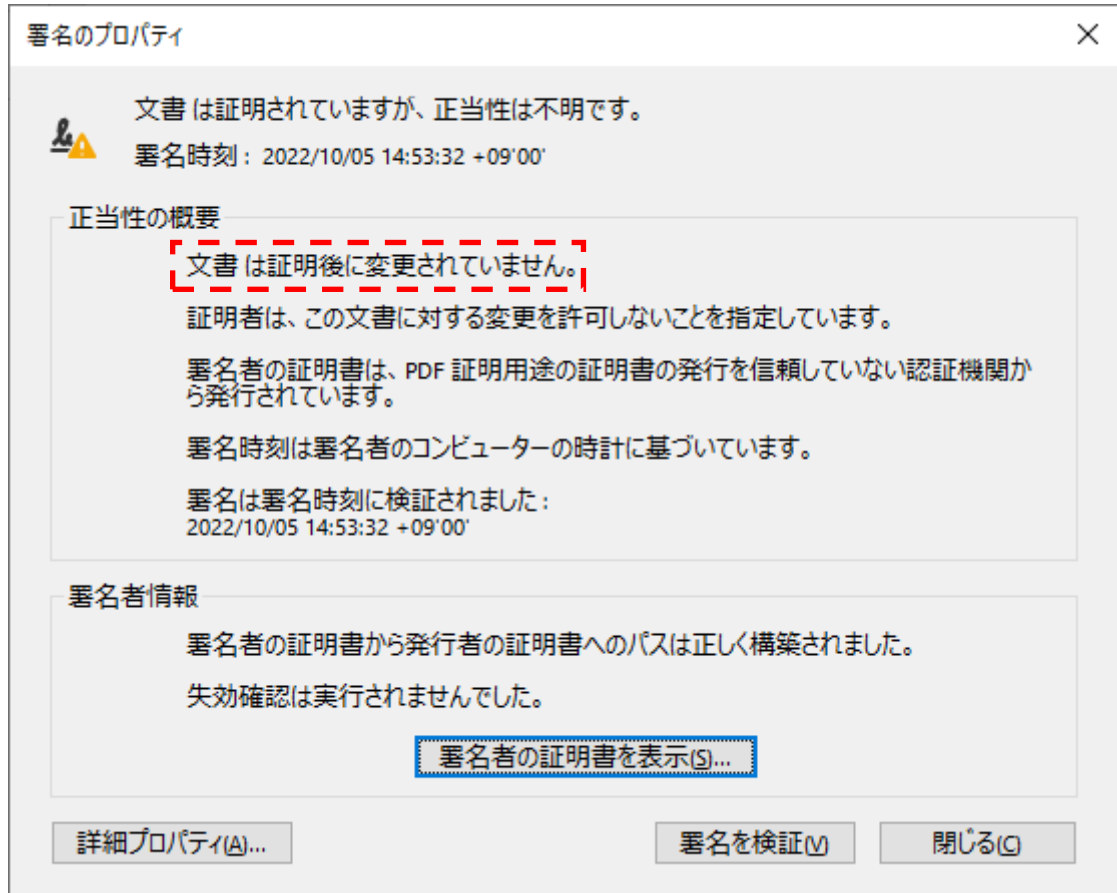 署名のプロパティ
文書 は証明されていますが、正当性は不明です。
署名時刻 : 2022/10/05 14:53:32 +09'00'
正当性の概要
文書 は証明後に変更されていません。
証明者は、この文書に対する変更を許可しないことを指定しています。
署名者の証明書は、PDF 証明用途の証明書の発行を信頼していない認証機関か
ら発行されています。
署名時刻は署名者のコンピューターの時計に基づいています。
署名は署名時刻に検証されました :
2022/10/05 14:53:32 +09'00'
署名者情報
署名者の証明書から発行者の証明書へのパスは正しく構築されました。
失効確認は実行されませんでした。
署名者の証明書を表示(S)...
詳細プロパティ(A)... 署名を検証(V) 閉じる(C)